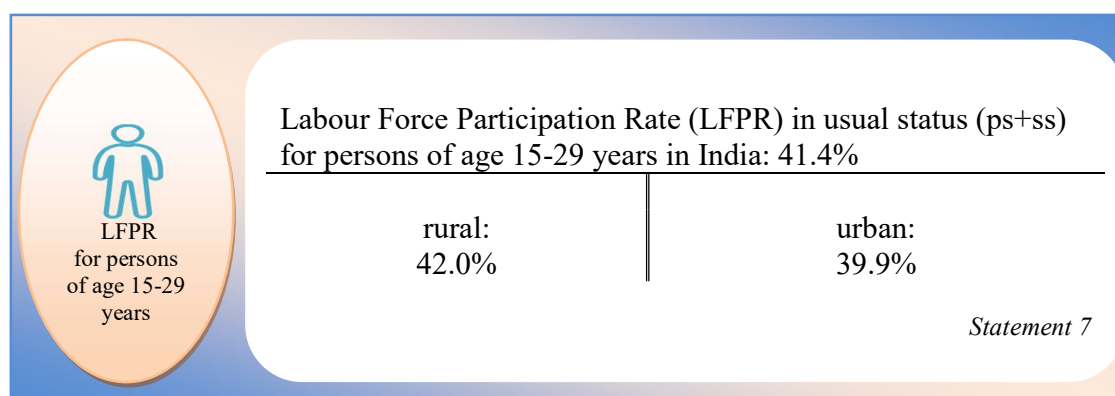 LFPR
for persons
of age 15-29
years
Labour Force Participation Rate (LFPR) in usual status (ps+ss)
for persons of age 15-29 years in India: 41.4%
rural:
42.0%
urban:
39.9%
Statement 7